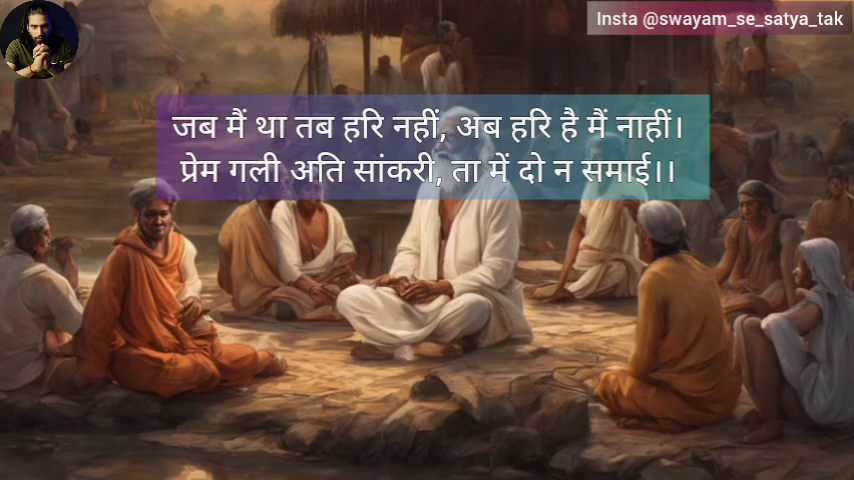 Insta @swayam_se_satya_tak
जब मैं था तब हरि नहीं, अब हरि है मैं नाहीं।
प्रेम गली अति सांकरी, ता में दो न समाई।।